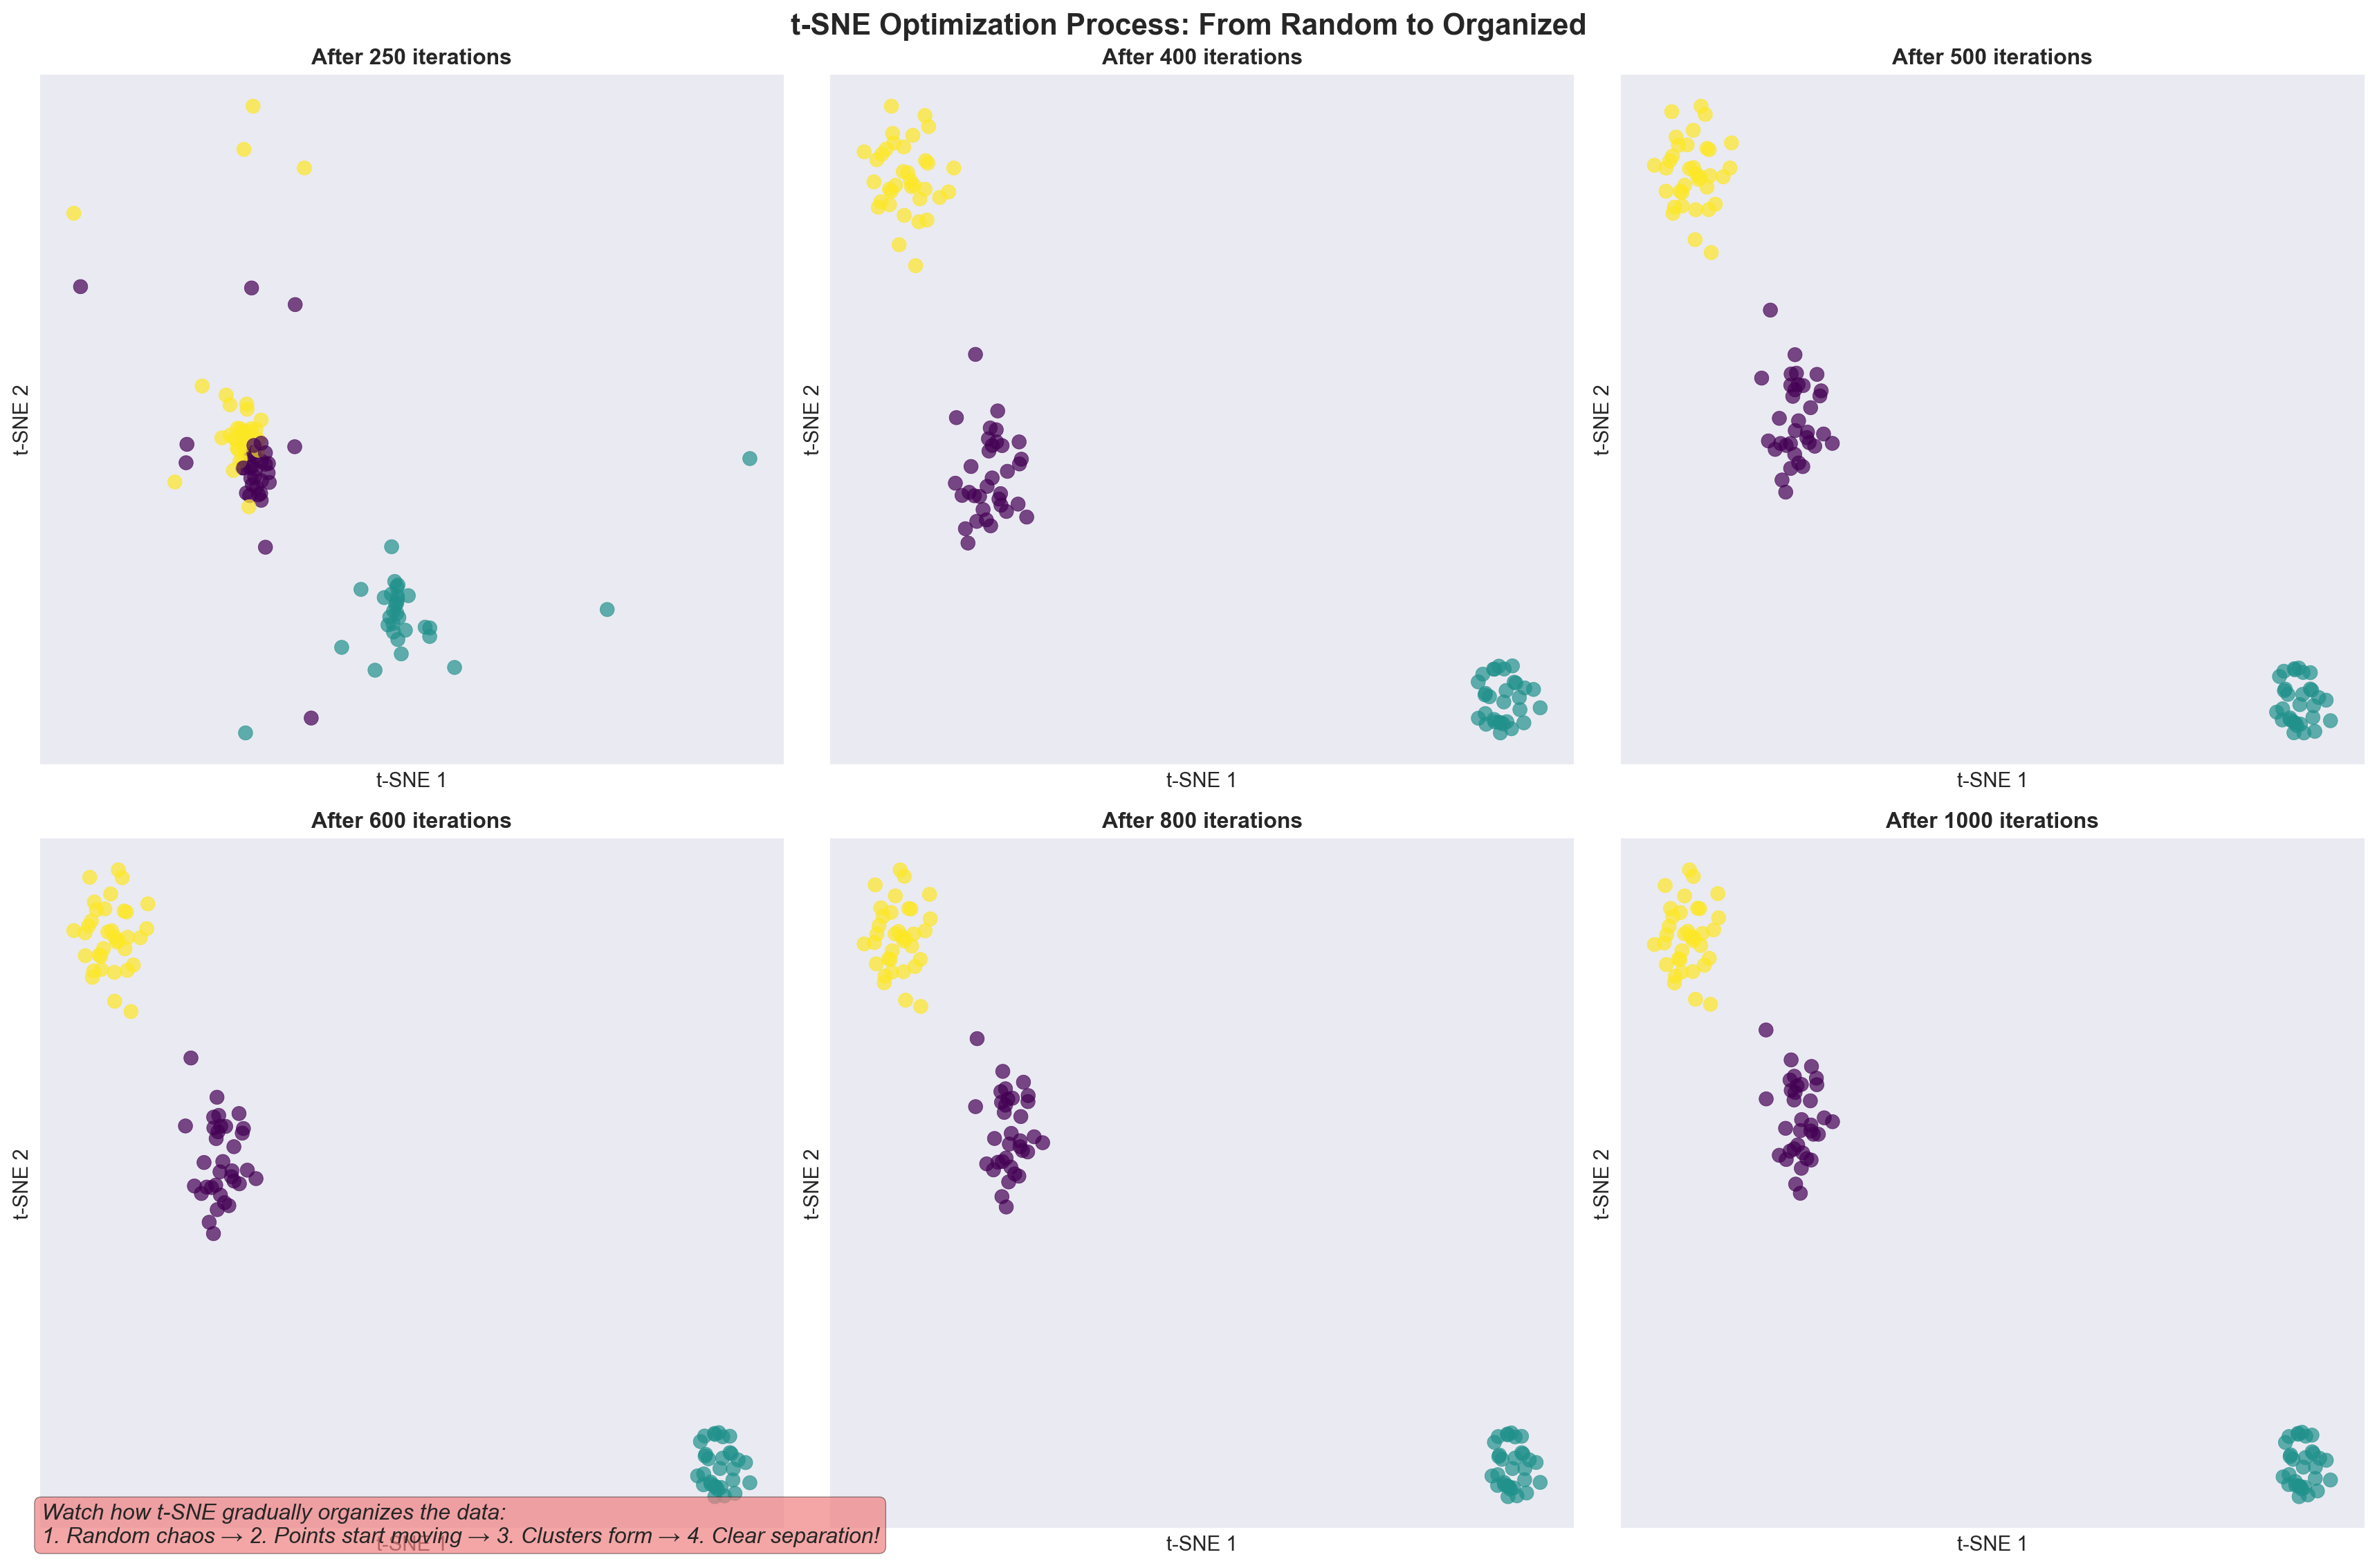 t-SNE Optimization Process: From Random to Organized
After 250 iterations
After 400 iterations
After 500 iterations
t-SNE 2
t-SNE 2
t-SNE 2
t-SNE 1
t-SNE 1
t-SNE 1
After 600 iterations
After 800 iterations
After 1000 iterations
t-SNE 2
t-SNE 2
t-SNE 2
Watch how t-SNE gradually organizes the data:
1. Random chaos → 2. Points start moving → 3. Clusters form → 4. Clear separation!
t-SNE 1
t-SNE 1
t-SNE 1